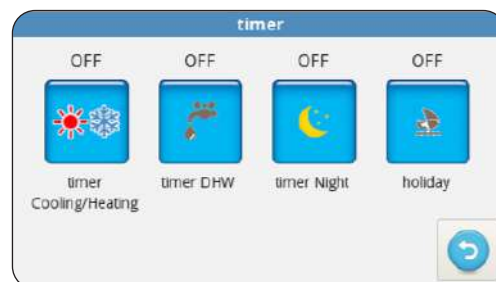 timer
OFF OFF OFF OFF
timer Cooling/Heating
timer DHW
timer Night
holiday